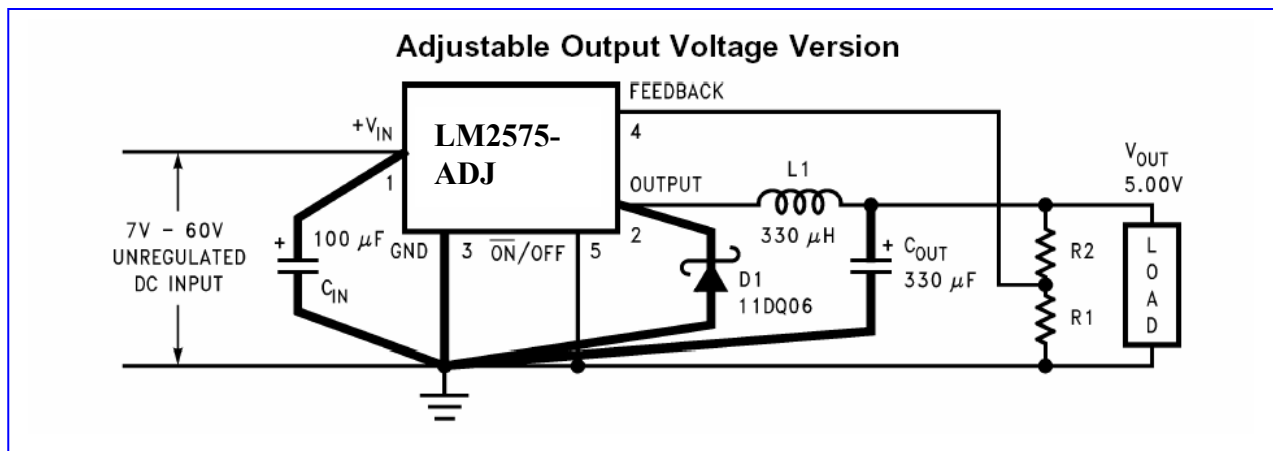 Adjustable Output Voltage Version
FEEDBACK
+VIN
LM2575-
ADJ
4
1
OUTPUT
L1
VOUT
5.00V
7V – 60V
UNREGULATED
DC INPUT
+
100 μF
CIN
GND
3
ON/OFF
5
2
330 μH
D1
11DQ06
+
COUT
330 μF
R2
R1
LOAD